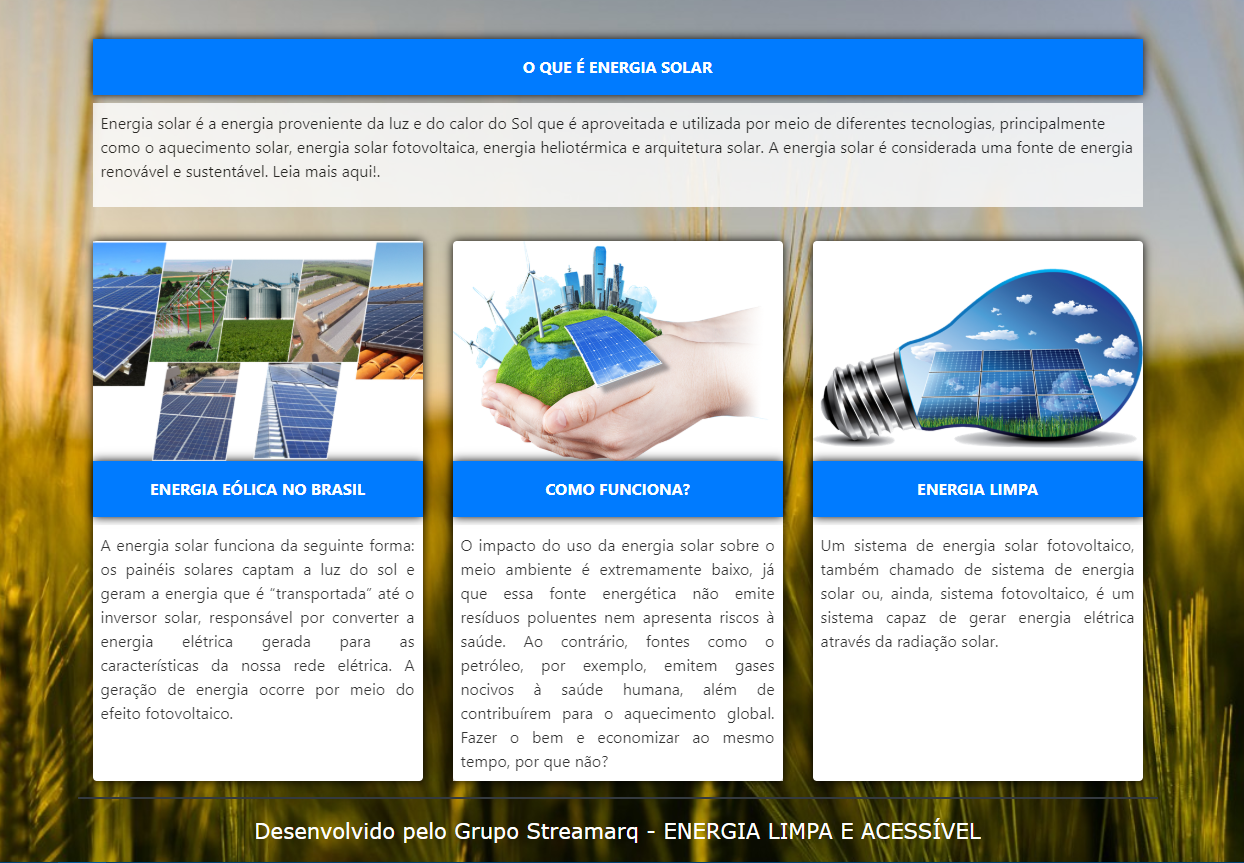 O QUE É ENERGIA SOLAR
Energia solar é a energia proveniente da luz e do calor do Sol que é aproveitada e utilizada por meio de diferentes tecnologias, principalmente
como o aquecimento solar, energia solar fotovoltaica, energia heliotérmica e arquitetura solar. A energia solar é considerada uma fonte de energia
renovável e sustentável. Leia mais aqui!.
ENERGIA EÓLICA NO BRASIL
A energia solar funciona da seguinte forma:
os painéis solares captam a luz do sol e
geram a energia que é “transportada” até o
inversor solar, responsável por converter a
energia elétrica gerada para as
características da nossa rede elétrica. A
geração de energia ocorre por meio do
efeito fotovoltaico.
COMO FUNCIONA?
O impacto do uso da energia solar sobre o
meio ambiente é extremamente baixo, já
que essa fonte energética não emite
resíduos poluentes nem apresenta riscos à
saúde. Ao contrário, fontes como o
petróleo, por exemplo, emitem gases
nocivos à saúde humana, além de
contribuírem para o aquecimento global.
Fazer o bem e economizar ao mesmo
tempo, por que não?
ENERGIA LIMPA
Um sistema de energia solar fotovoltaico,
também chamado de sistema de energia
solar ou, ainda, sistema fotovoltaico, é um
sistema capaz de gerar energia elétrica
através da radiação solar.
Desenvolvido pelo Grupo Streamarq - ENERGIA LIMPA E ACESSÍVEL